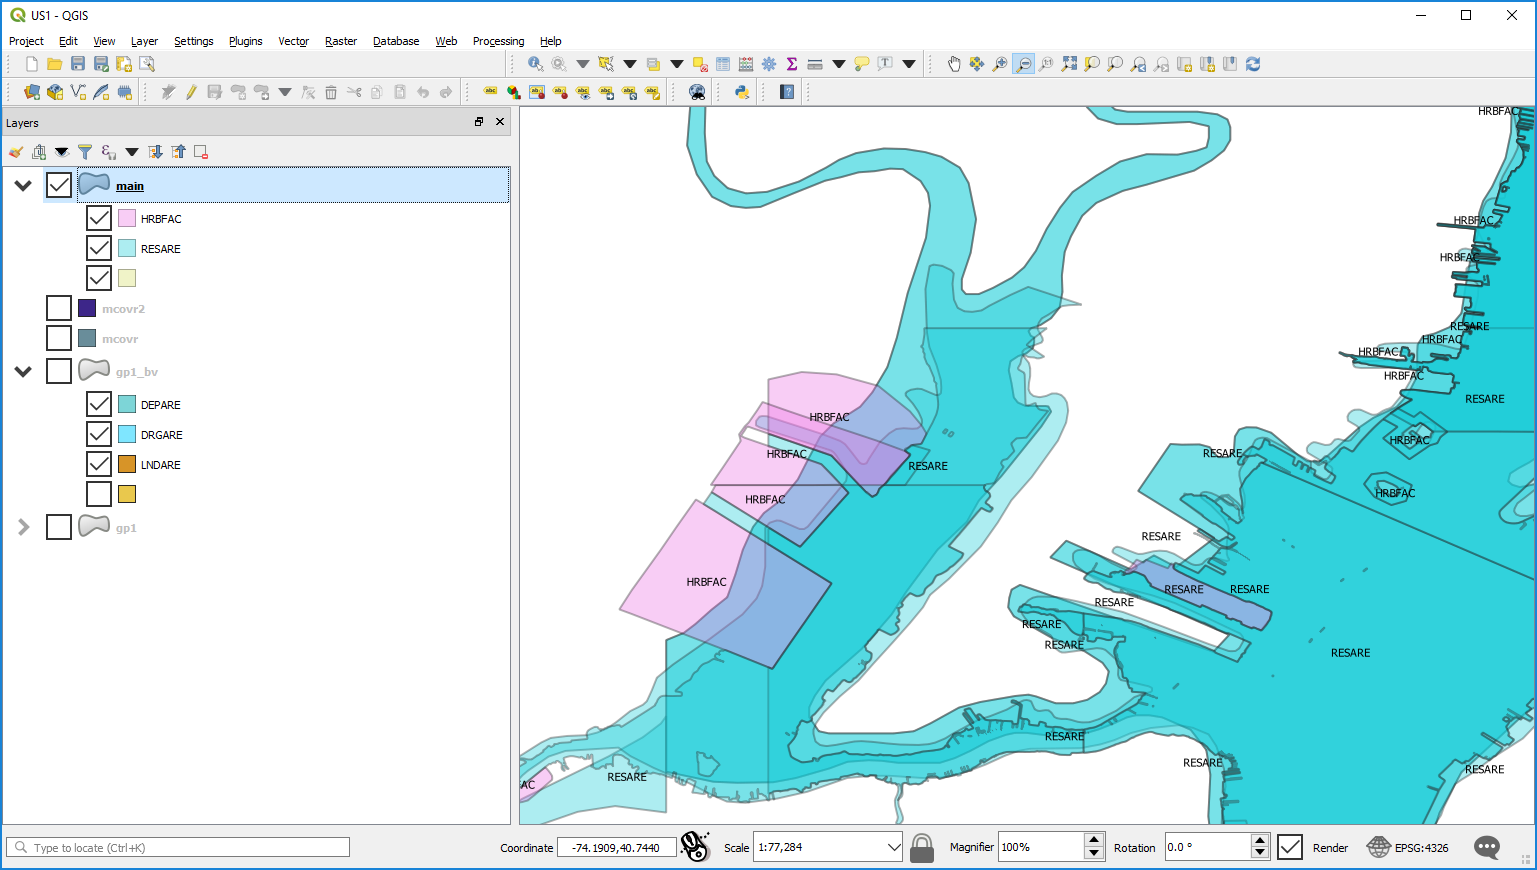 US1 - QGIS
Project Edit View Layer Settings Plugins Vector Raster Database Web Processing Help
Layers
main
HRBFAC
RESARE
mcovr2
mcovr
gp1_bv
DEPARE
DRGARE
LNDARE
gp1
HRBFAC
HRBFAC
HRBFAC
RESARE
HRBFAC
HRBFAC
HRBFAC
RESARE
HRBFAC
HRBFAC
RESARE
HRBFAC
RESARE
HRBFAC
HRBFAC
RESARE
HRBFAC
RESARE
RESARE
RESARE
RESARE
RESARE
RESARE
RESARE
RESARE
RESARE
RESARE
RESARE
AC
Type to locate (Ctrl+K)
Coordinate -74.1909,40.7440 Scale 1:77,284 Magnifier 100% Rotation 0.0 ° Render EPSG:4326